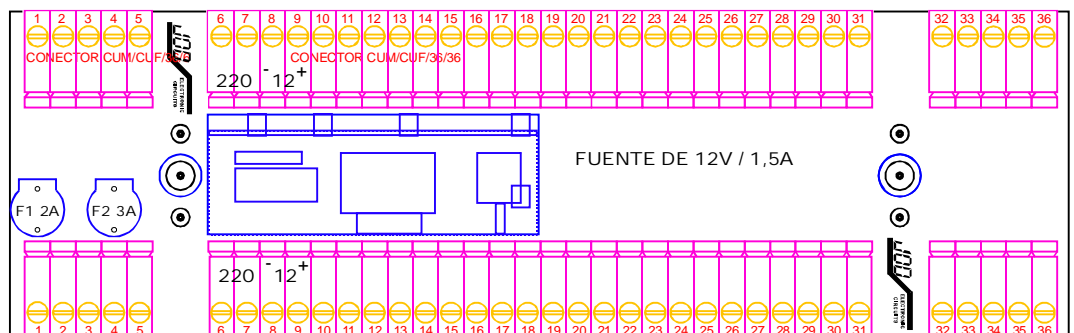 1 2 3 4 5 6 7 8 9 10 11 12 13 14 15 16 17 18 19 20 21 22 23 24 25 26 27 28 29 30 31 32 33 34 35 36
CONECTOR CUM/CUF/36/
CONECTOR CUM/CUF/36/36
ELECTRONIC
CIRCUITS
220 - 12 +
FUENTE DE 12V / 1,5A
F1 2A
F2 3A
220 - 12 +
ELECTRONIC
CIRCUITS
1 2 3 4 5 6 7 8 9 10 11 12 13 14 15 16 17 18 19 20 21 22 23 24 25 26 27 28 29 30 31 32 33 34 35 36